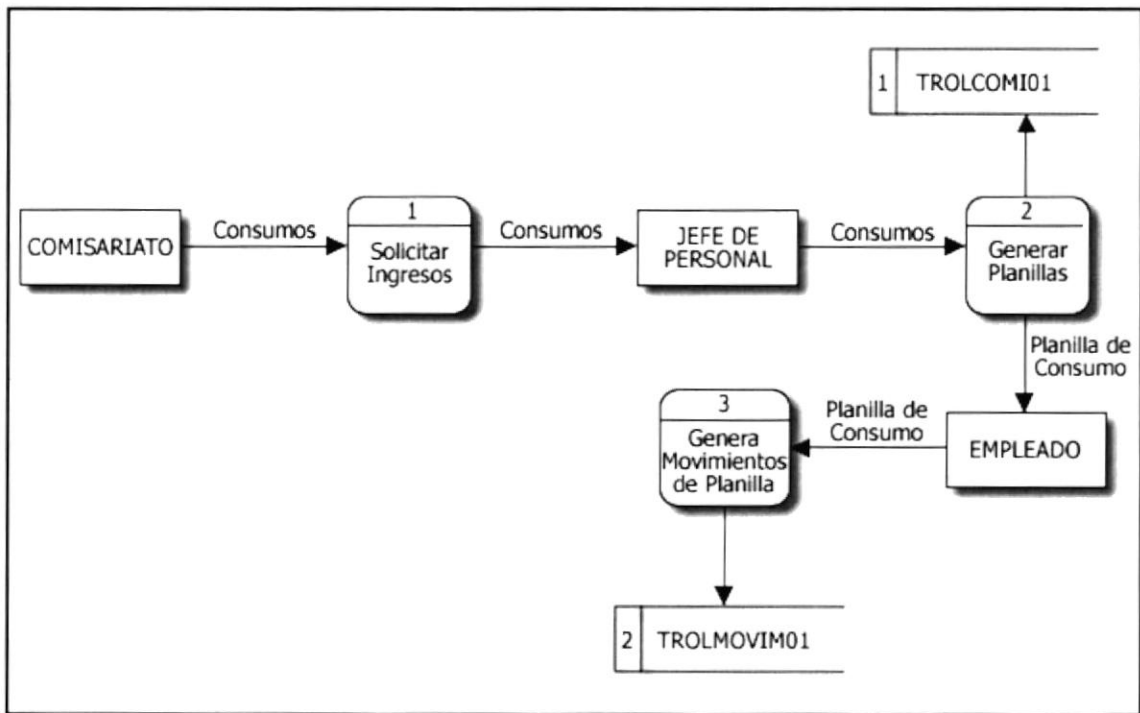 1 TROLCOMI01
COMISARIATO
Consumos
1
Solicitar
Ingresos
Consumos
JEFE DE
PERSONAL
Consumos
2
Generar
Planillas
Planilla de
Consumo
EMPLEADO
Planilla de
Consumo
3
Genera
Movimientos
de Planilla
2 TROLMOVIM01